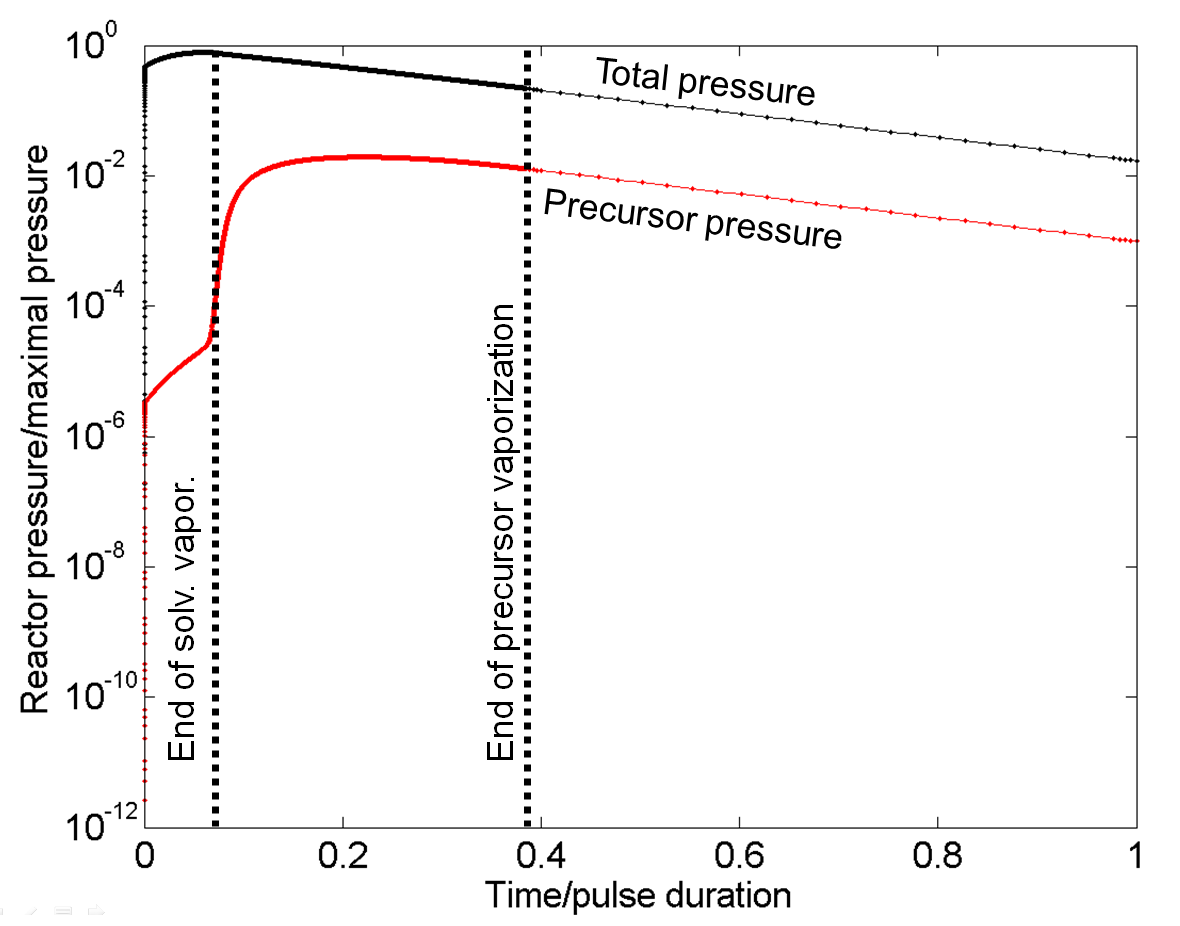 10^0
10^-2
10^-4
10^-6
10^-8
10^-10
10^-12
Reactor pressure/maximal pressure
Total pressure
Precursor pressure
End of solv. vapor.
End of precursor vaporization
0
0.2
0.4
0.6
0.8
1
Time/pulse duration